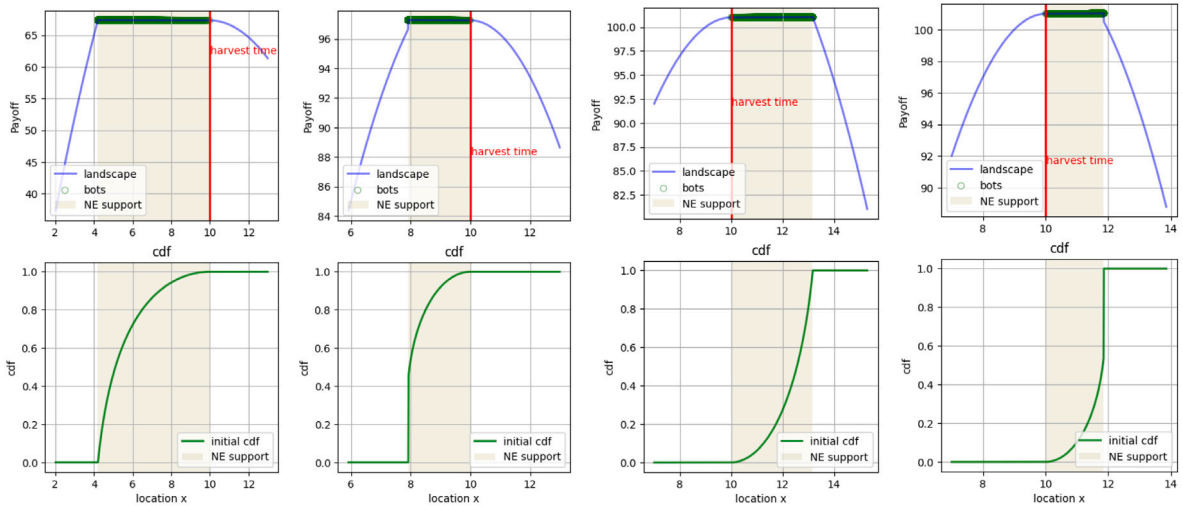 65
60
55
50
45
40
Payoff
harvest time
landscape
bots
NE support
2 4 6 8 10 12
96
94
92
90
88
86
84
Payoff
harvest time
landscape
bots
NE support
6 8 10 12
100.0
97.5
95.0
92.5
90.0
87.5
85.0
82.5
Payoff
harvest time
landscape
bots
NE support
8 10 12 14
100
98
96
94
92
90
Payoff
harvest time
landscape
bots
NE support
8 10 12 14
cdf
1.0
0.8
0.6
0.4
0.2
0.0
cdf
initial cdf
NE support
2 4 6 8 10 12
location x
cdf
1.0
0.8
0.6
0.4
0.2
0.0
cdf
initial cdf
NE support
6 8 10 12
location x
cdf
1.0
0.8
0.6
0.4
0.2
0.0
cdf
initial cdf
NE support
8 10 12 14
location x
cdf
1.0
0.8
0.6
0.4
0.2
0.0
cdf
initial cdf
NE support
8 10 12 14
location x